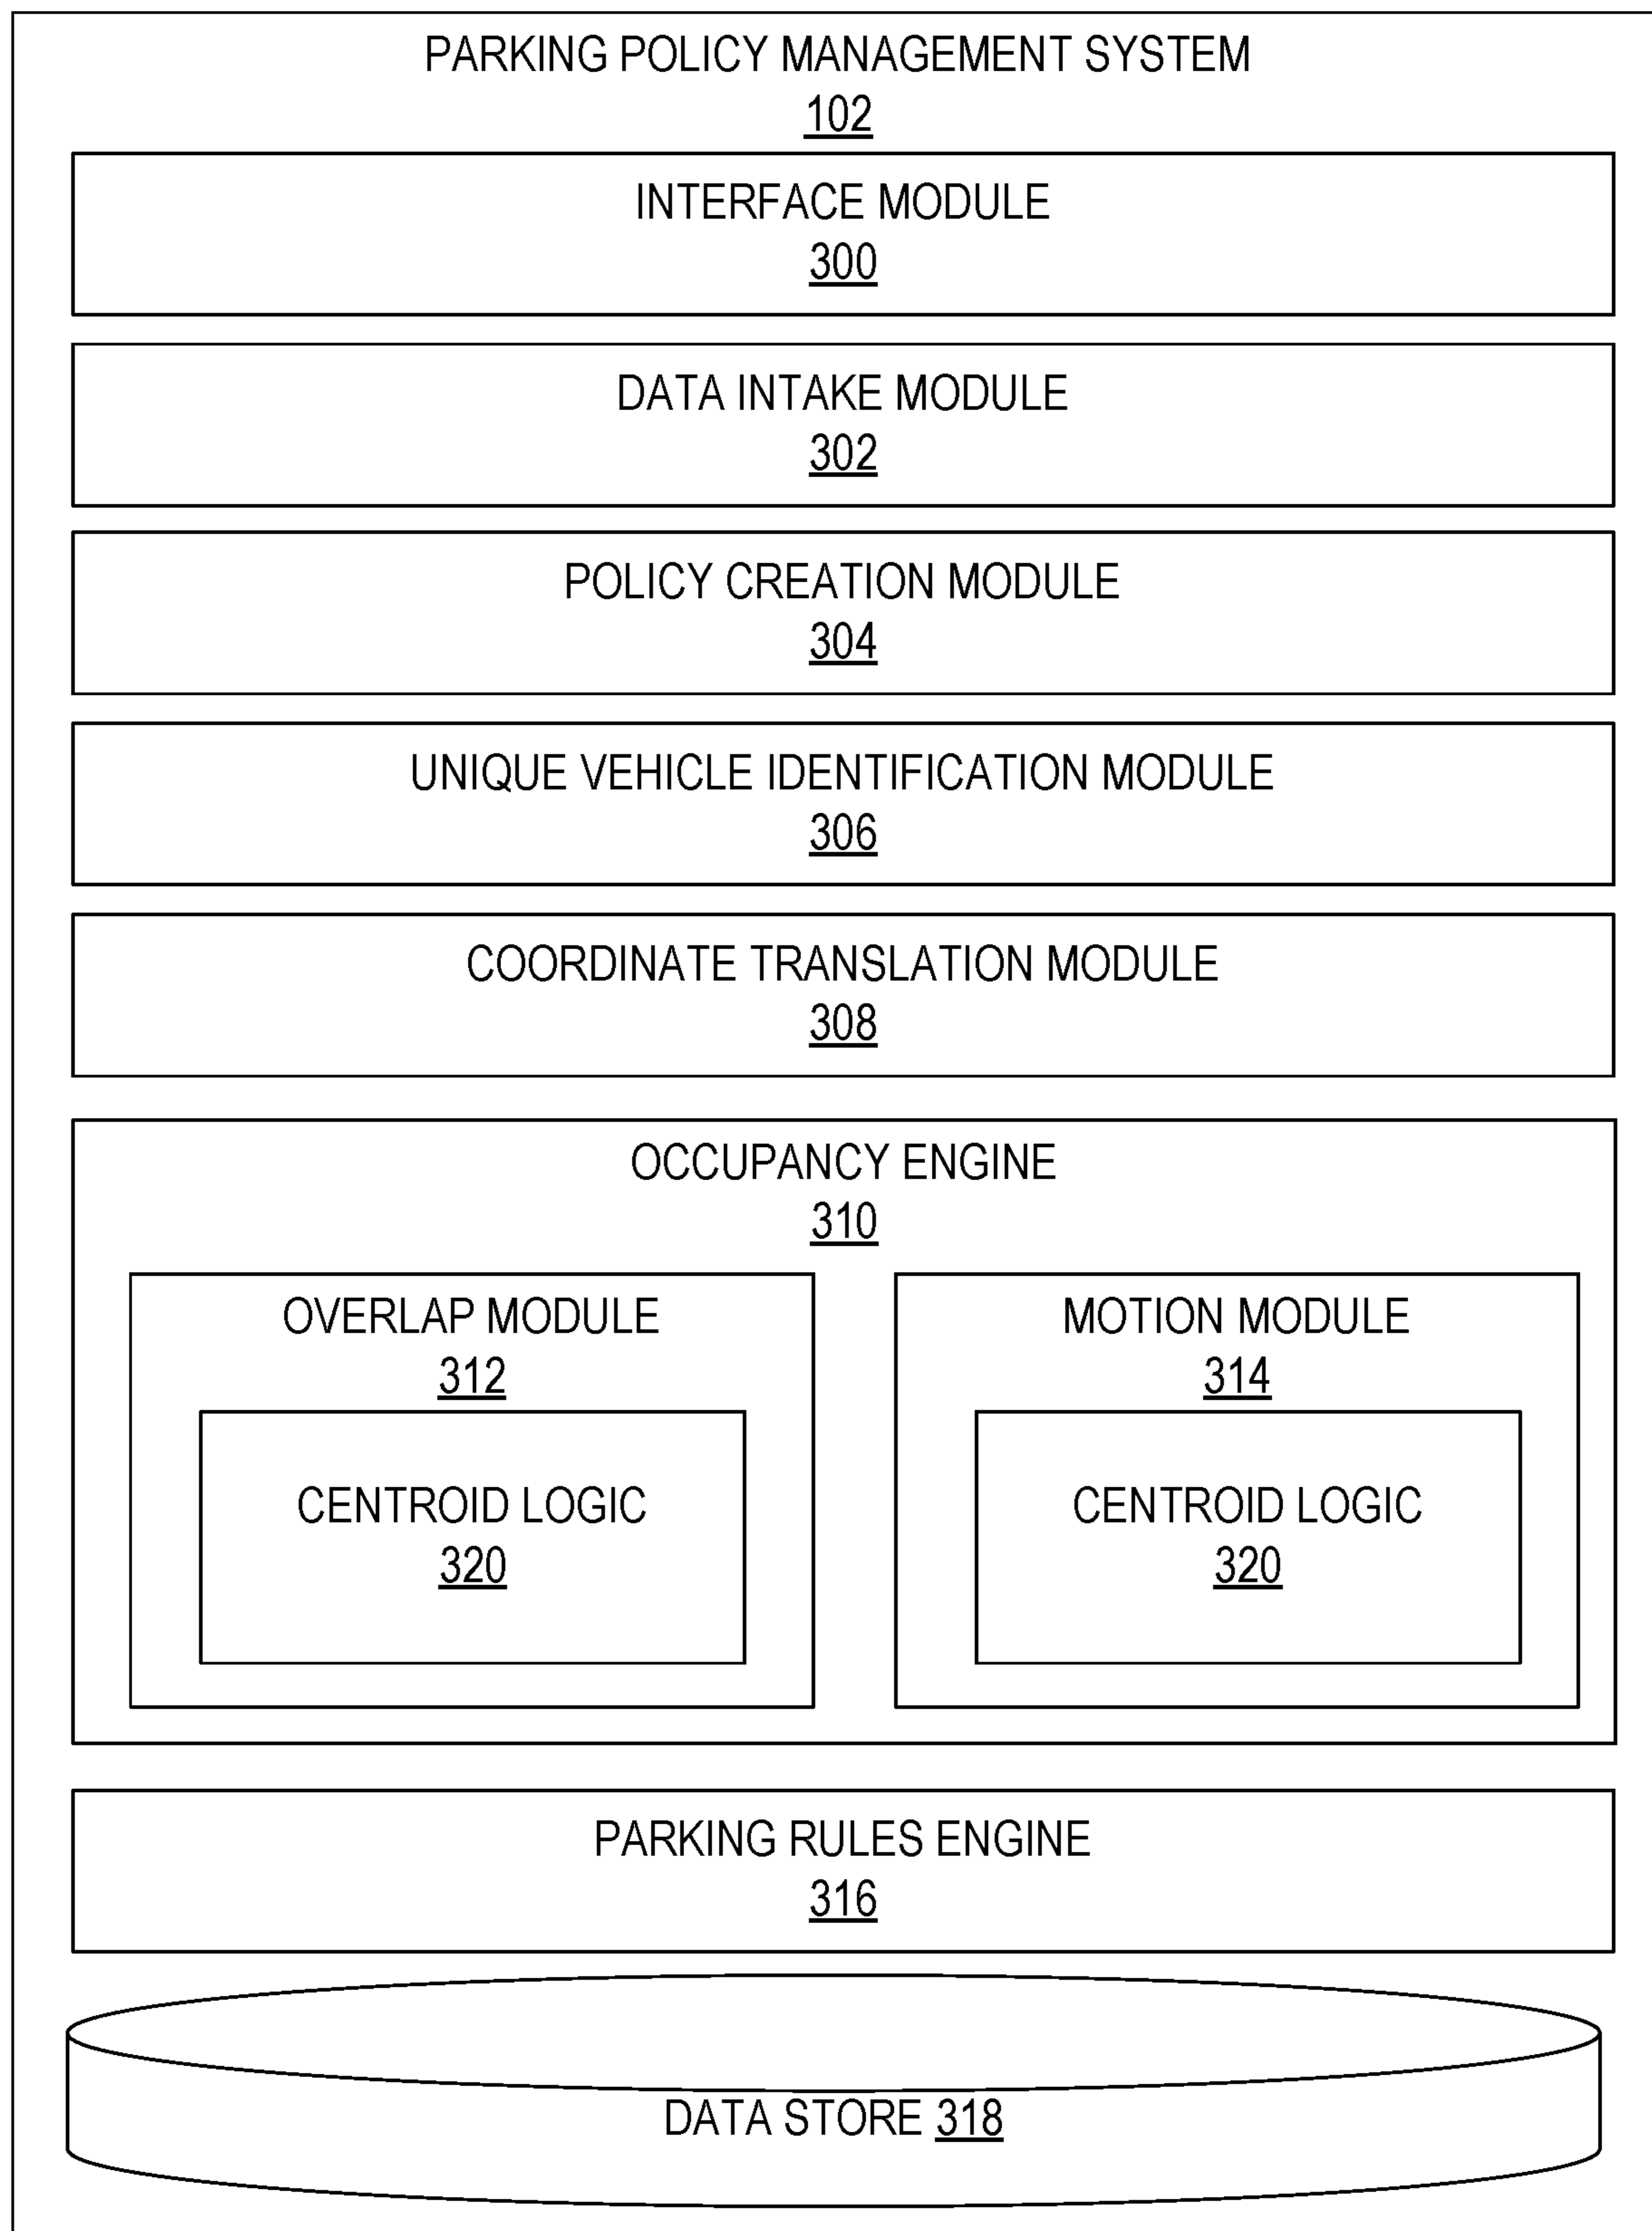 PARKING POLICY MANAGEMENT SYSTEM
102
INTERFACE MODULE
300
DATA INTAKE MODULE
302
POLICY CREATION MODULE
304
UNIQUE VEHICLE IDENTIFICATION MODULE
306
COORDINATE TRANSLATION MODULE
308
OCCUPANCY ENGINE
310
OVERLAP MODULE
312
CENTROID LOGIC
320
MOTION MODULE
314
CENTROID LOGIC
320
PARKING RULES ENGINE
316
DATA STORE 318